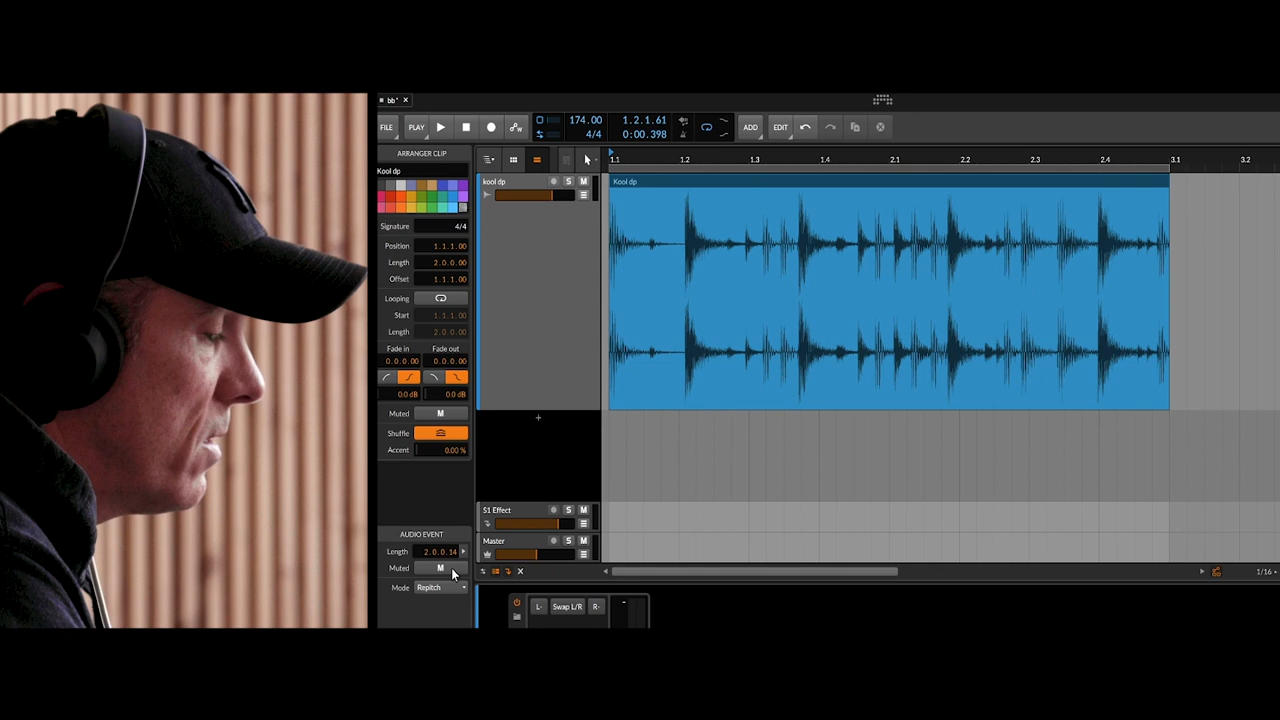 bb* ×
FILE PLAY 174.00 4/4 1.2.1.61 0:00.398 ADD EDIT
ARRANGER CLIP
Kool dp
Signature 4/4
Position 1.1.1.00
Length 2.0.0.00
Offset 1.1.1.00
Looping
Start 1.1.1.00
Length 2.0.0.00
Fade in Fade out
0.0.0.00 0.0.0.00
0.0 dB 0.0 dB
Muted M
Shuffle
Accent 0.00 %
AUDIO EVENT
Length 2.0.0.14
Muted M
Mode Repitch
1.1 1.2 1.3 1.4 2.1 2.2 2.3 2.4 3.1 3.2
kool dp S M
Kool dp
+
S1 Effect S M
Master S M
1/16
L- Swap L/R R- -